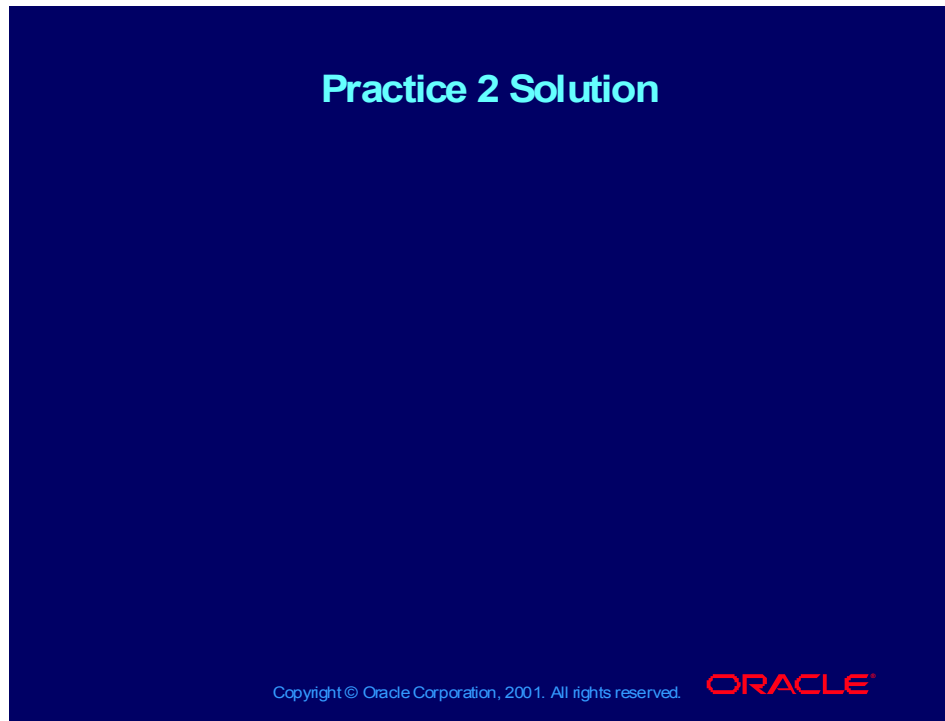 Practice 2 Solution
Copyright © Oracle Corporation, 2001. All rights reserved.
ORACLE®